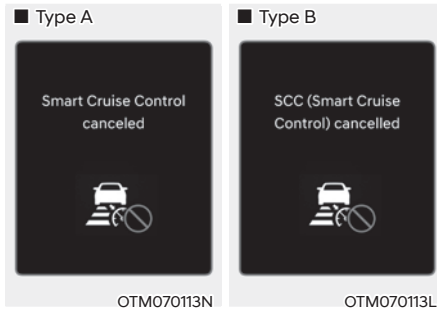 ■ Type A
Smart Cruise Control
canceled
OTM070113N
■ Type B
SCC (Smart Cruise
Control) cancelled
OTM070113L